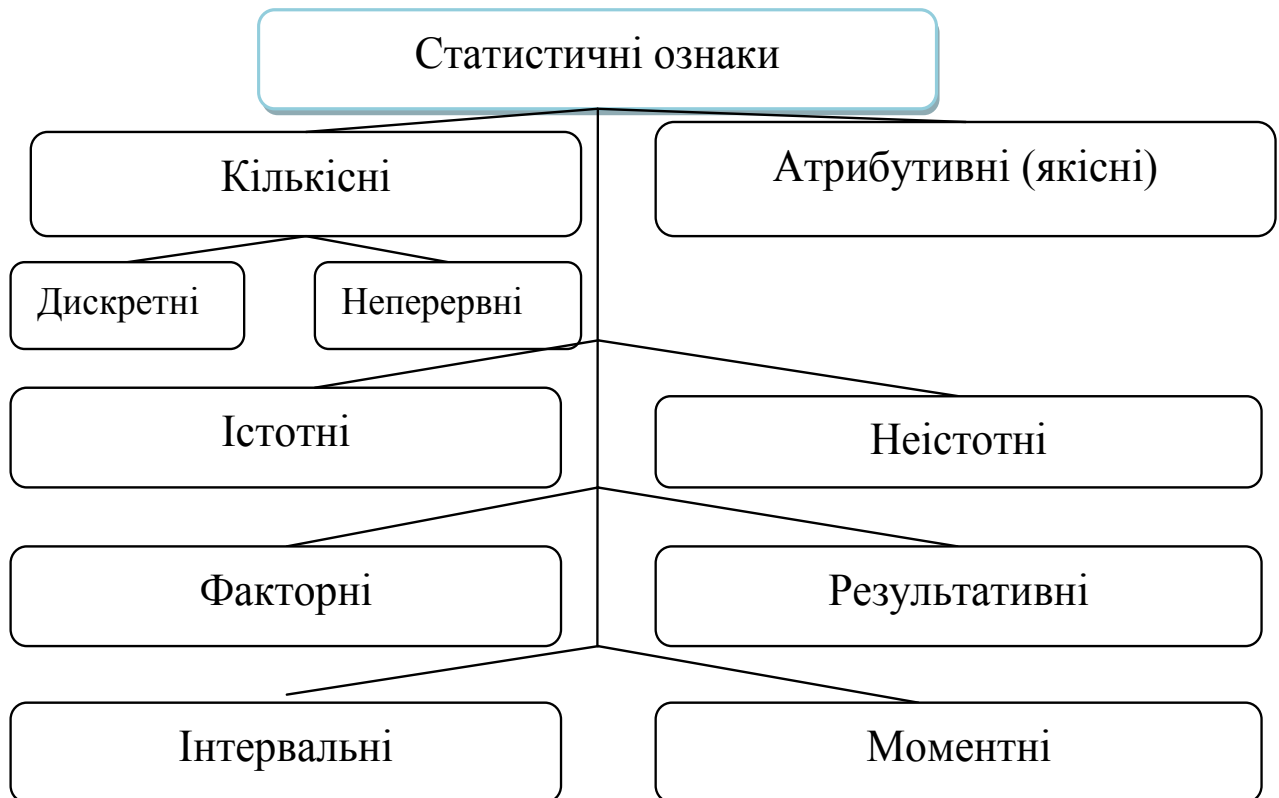 Статистичні ознаки
Кількісні
Атрибутивні (якісні)
Дискретні
Неперервні
Істотні
Неістотні
Факторні
Результативні
Інтервальні
Моментні